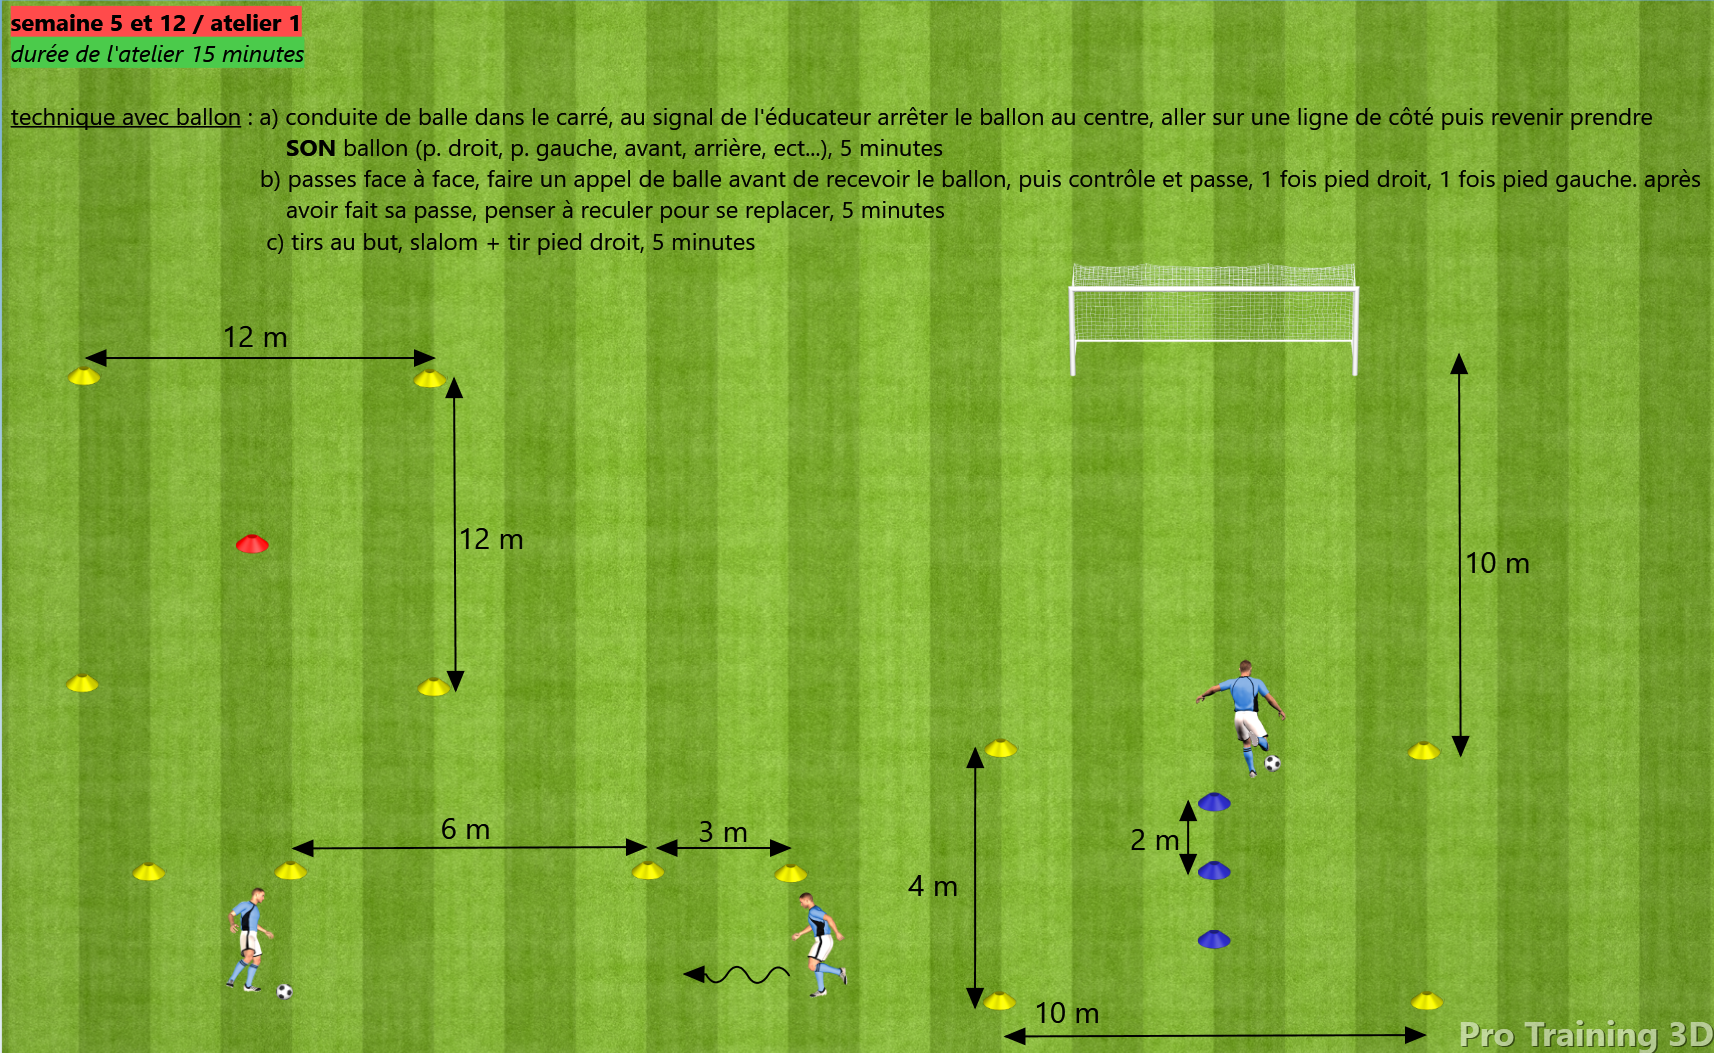 semaine 5 et 12 / atelier 1
durée de l'atelier 15 minutes
technique avec ballon : a) conduite de balle dans le carré, au signal de l'éducateur arrêter le ballon au centre, aller sur une ligne de côté puis revenir prendre
SON ballon (p. droit, p. gauche, avant, arrière, ect...), 5 minutes
b) passes face à face, faire un appel de balle avant de recevoir le ballon, puis contrôle et passe, 1 fois pied droit, 1 fois pied gauche. après
avoir fait sa passe, penser à reculer pour se replacer, 5 minutes
c) tirs au but, slalom + tir pied droit, 5 minutes
12 m
12 m
10 m
6 m
3 m
2 m
4 m
10 m
Pro Training 3D